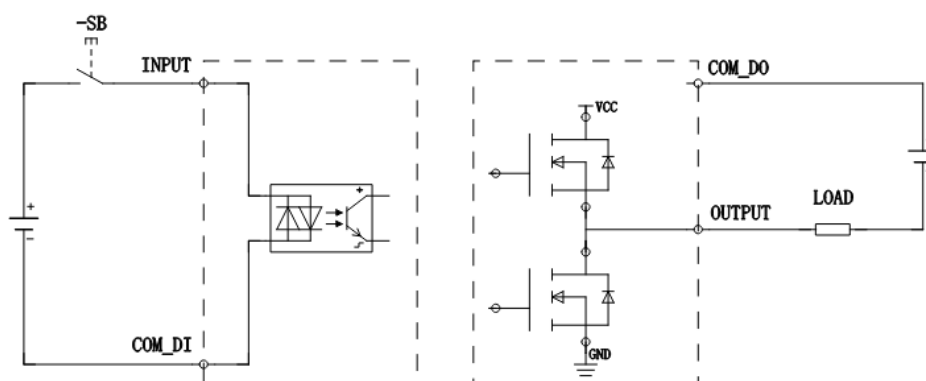 -SB
INPUT
COM_DI
+
-
+
VCC
GND
COM_DO
OUTPUT
LOAD